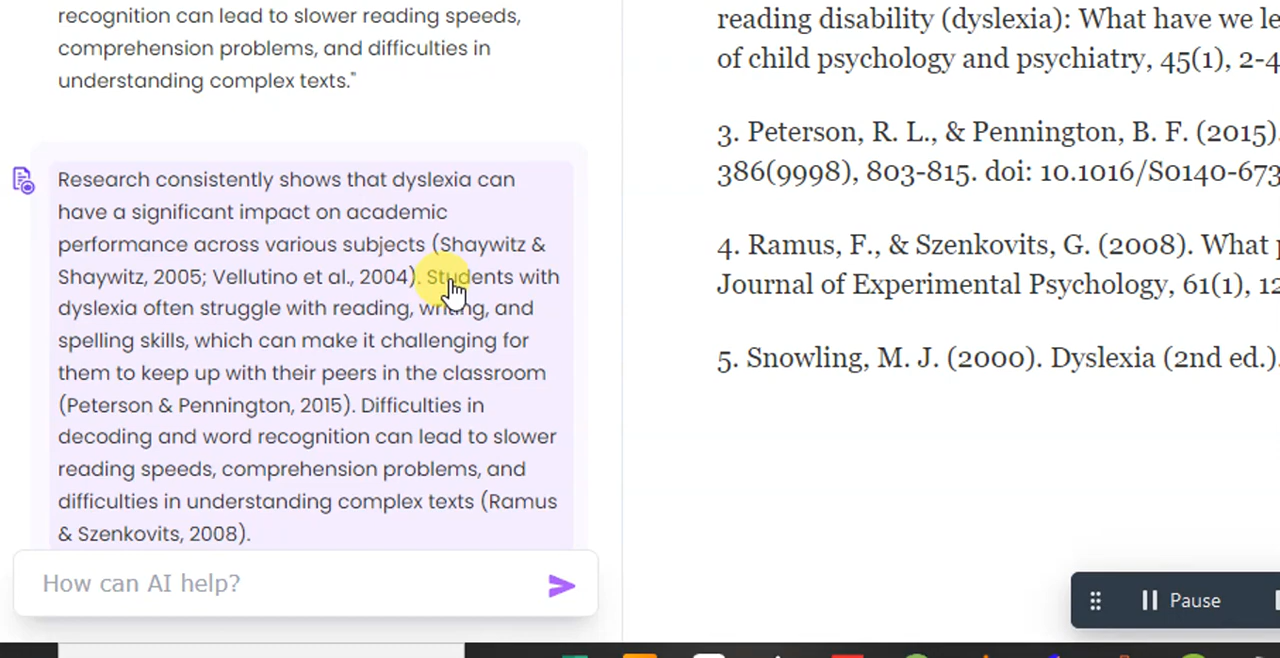 recognition can lead to slower reading speeds,
comprehension problems, and difficulties in
understanding complex texts."
Research consistently shows that dyslexia can
have a significant impact on academic
performance across various subjects (Shaywitz &
Shaywitz, 2005; Vellutino et al., 2004). Students with
dyslexia often struggle with reading, writing, and
spelling skills, which can make it challenging for
them to keep up with their peers in the classroom
(Peterson & Pennington, 2015). Difficulties in
decoding and word recognition can lead to slower
reading speeds, comprehension problems, and
difficulties in understanding complex texts (Ramus
& Szenkovits, 2008).
How can AI help?
reading disability (dyslexia): What have we le
of child psychology and psychiatry, 45(1), 2-4
3. Peterson, R. L., & Pennington, B. F. (2015).
386(9998), 803-815. doi: 10.1016/S0140-673
4. Ramus, F., & Szenkovits, G. (2008). What p
Journal of Experimental Psychology, 61(1), 12
5. Snowling, M. J. (2000). Dyslexia (2nd ed.).
Pause